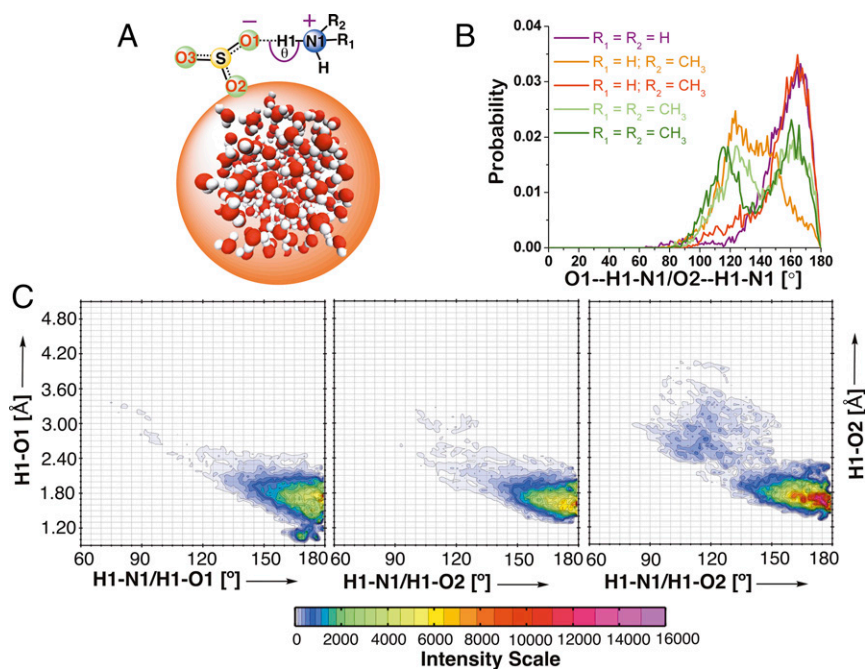 A
− + R₂
O1 H1 N1 R₁
O3 S θ
O2 H
B
R₁ = R₂ = H
R₁ = H; R₂ = CH₃
R₁ = H; R₂ = CH₃
R₁ = R₂ = CH₃
R₁ = R₂ = CH₃
Probability
0.04
0.03
0.02
0.01
0.00
0 20 40 60 80 100 120 140 160 180
O1--H1-N1/O2--H1-N1 [°]
C
H1-O1 [Å]
4.80
4.20
3.60
3.00
2.40
1.80
1.20
H1-O2 [Å]
60 90 120 150 180 60 90 120 150 180 60 90 120 150 180
H1-N1/H1-O1 [º] H1-N1/H1-O2 [º] H1-N1/H1-O2 [º]
0 2000 4000 6000 8000 10000 12000 14000 16000
Intensity Scale